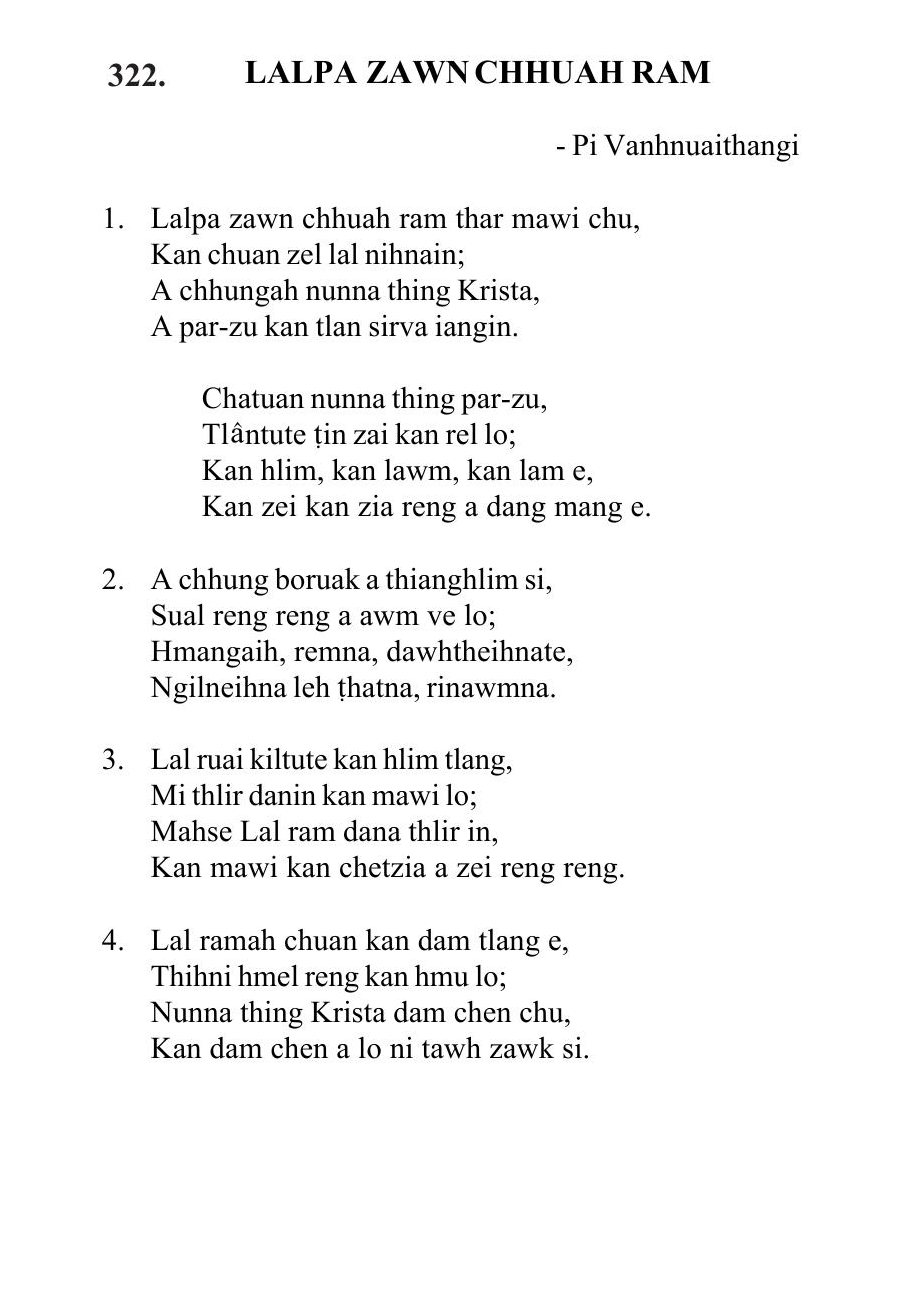 322. LALPA ZAWN CHHUAH RAM
- Pi Vanhnuaithangi
1. Lalpa zawn chhuah ram thar mawi chu,
Kan chuan zel lal nihnain;
A chhungah nunna thing Krista,
A par-zu kan tlan sirva iangin.
Chatuan nunna thing par-zu,
Tlântute ṭin zai kan rel lo;
Kan hlim, kan lawm, kan lam e,
Kan zei kan zia reng a dang mang e.
2. A chhung boruak a thianghlim si,
Sual reng reng a awm ve lo;
Hmangaih, remna, dawhtheihnate,
Ngilneihna leh ṭhatna, rinawmna.
3. Lal ruai kiltute kan hlim tlang,
Mi thlir danin kan mawi lo;
Mahse Lal ram dana thlir in,
Kan mawi kan chetzia a zei reng reng.
4. Lal ramah chuan kan dam tlang e,
Thihni hmel reng kan hmu lo;
Nunna thing Krista dam chen chu,
Kan dam chen a lo ni tawh zawk si.